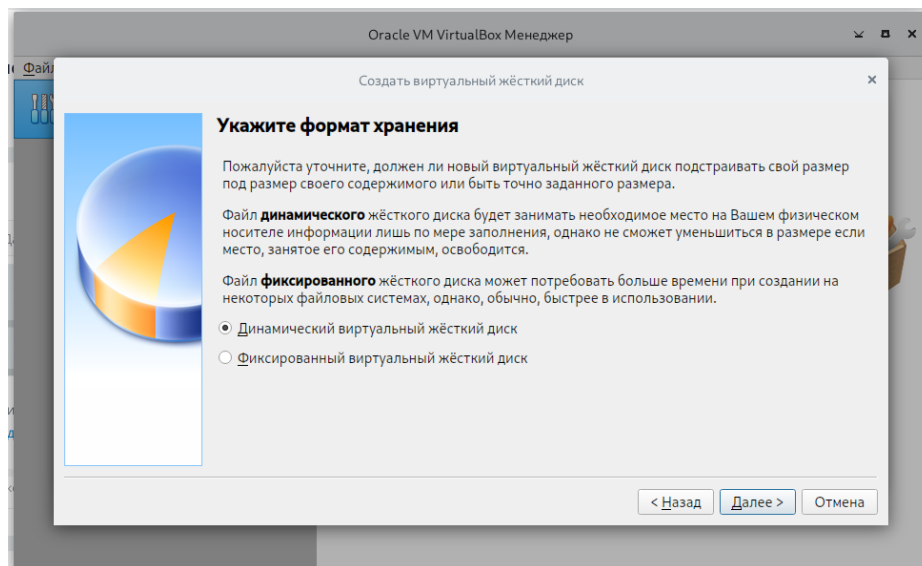 Oracle VM VirtualBox Менеджер
Файл
Создать виртуальный жёсткий диск
Укажите формат хранения
Пожалуйста уточните, должен ли новый виртуальный жёсткий диск подстраивать свой размер
под размер своего содержимого или быть точно заданного размера.
Файл динамического жёсткого диска будет занимать необходимое место на Вашем физическом
носителе информации лишь по мере заполнения, однако не сможет уменьшиться в размере если
место, занятое его содержимым, освободится.
Файл фиксированного жёсткого диска может потребовать больше времени при создании на
некоторых файловых системах, однако, обычно, быстрее в использовании.
Динамический виртуальный жёсткий диск
Фиксированный виртуальный жёсткий диск
< Назад Далее > Отмена